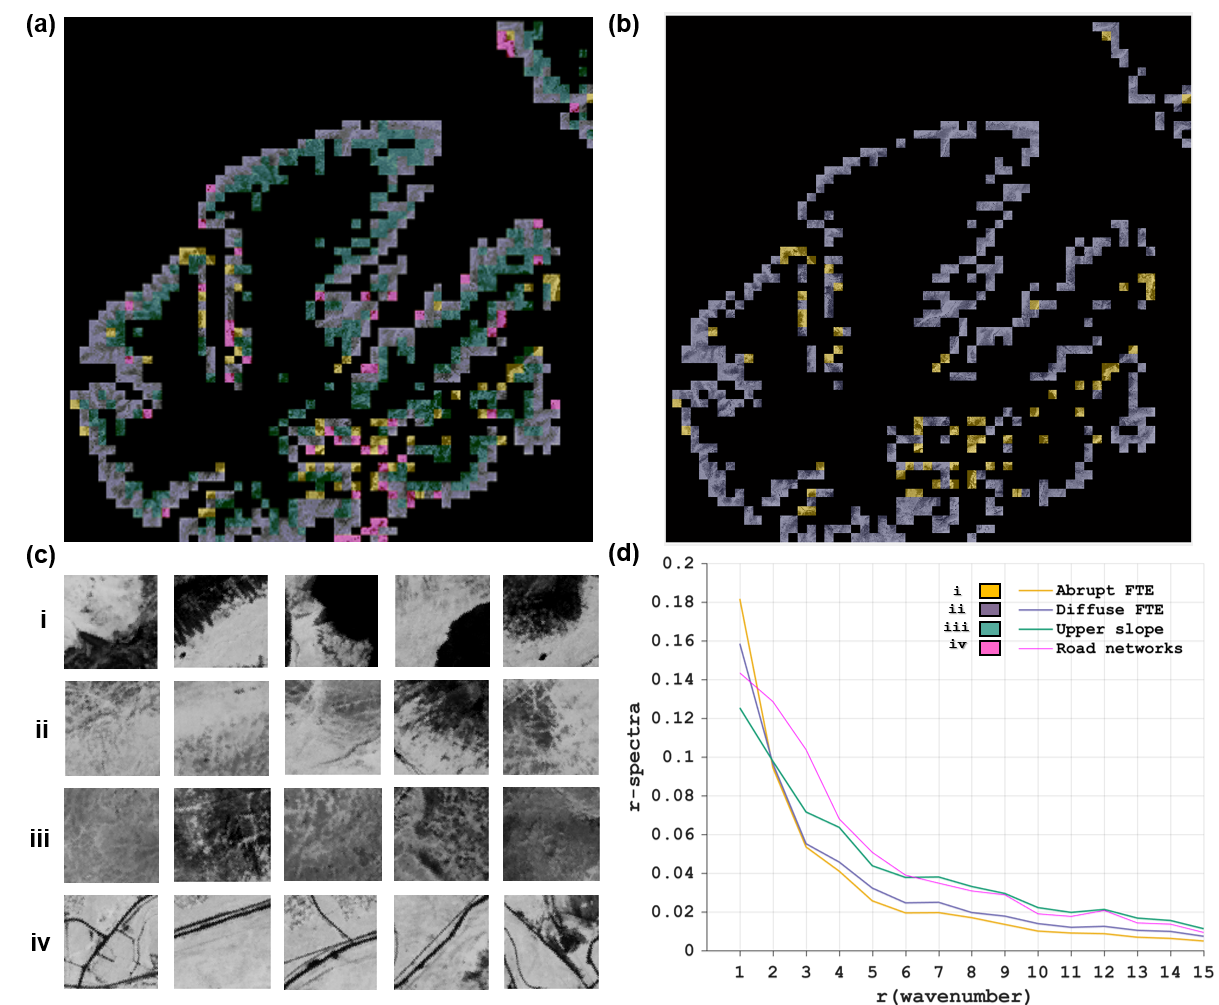 (a)
(b)
(c)
i
ii
iii
iv
(d)
0.2
0.18
0.16
0.14
0.12
0.1
0.08
0.06
0.04
0.02
0
r-spectra
i Abrupt FTE
ii Diffuse FTE
iii Upper slope
iv Road networks
1 2 3 4 5 6 7 8 9 10 11 12 13 14 15
r(wavenumber)